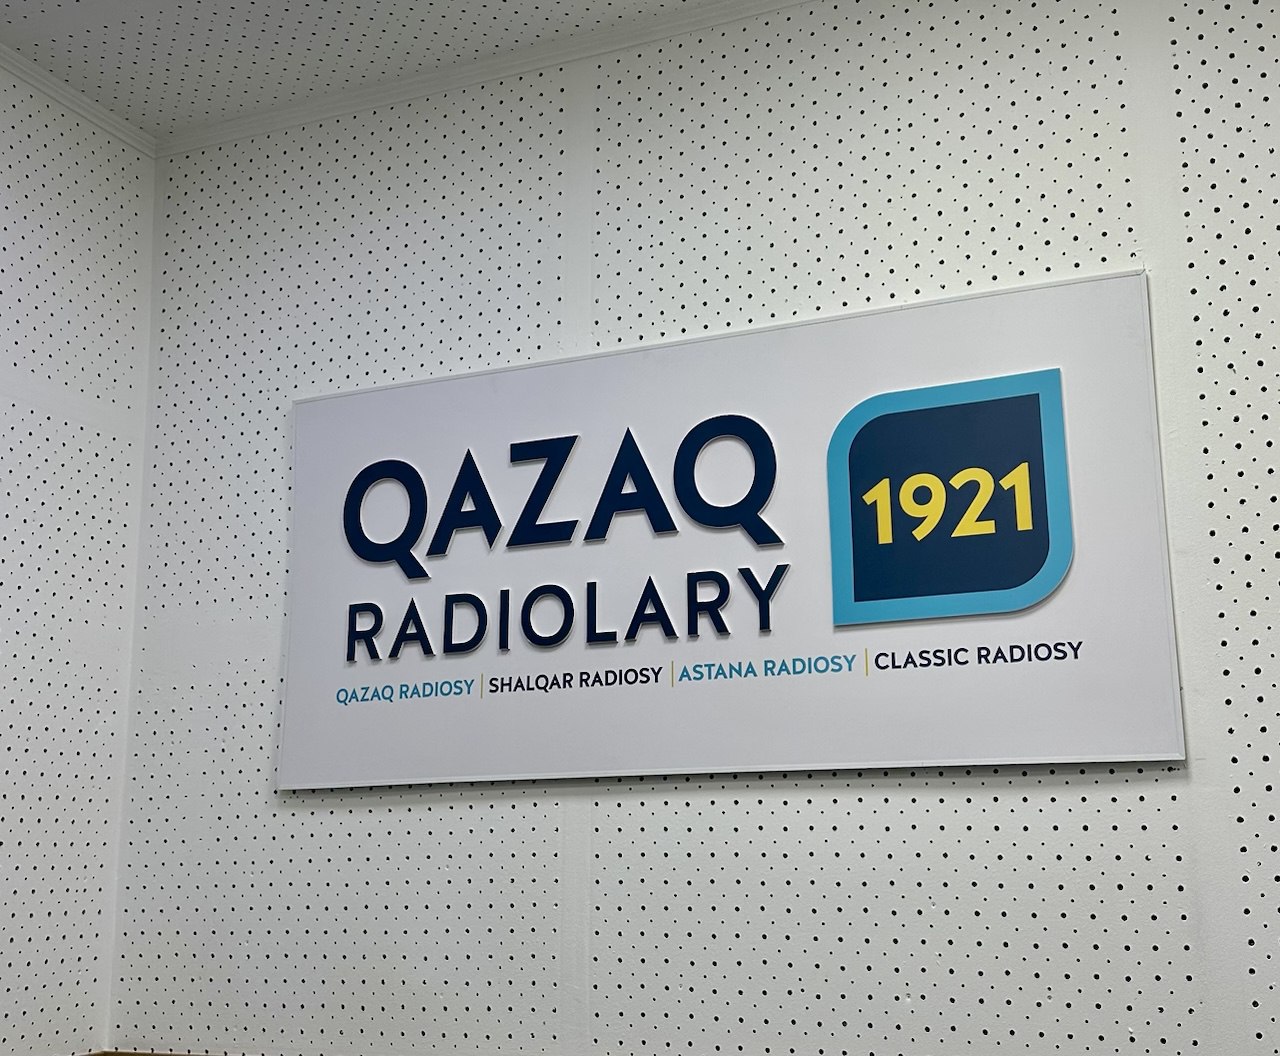 QAZAQ
RADIOLARY
1921
QAZAQ RADIOSY | SHALQAR RADIOSY | ASTANA RADIOSY | CLASSIC RADIOSY